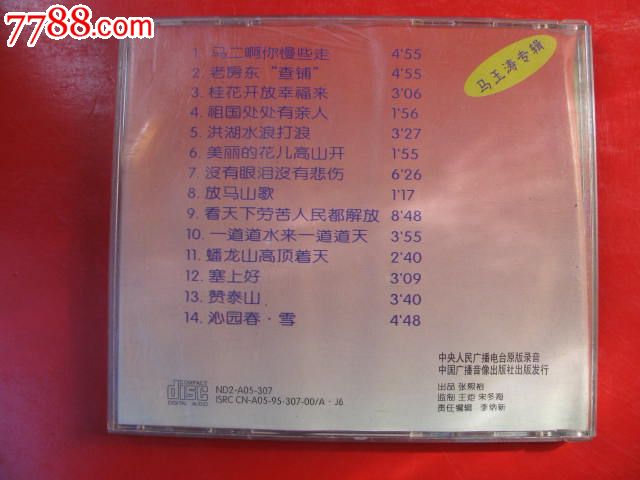 7788.com
马玉涛专辑
1 马儿啊你慢些走 4'55
2 老房东“查铺” 4'55
3 桂花开放幸福来 3'06
4 祖国处处有亲人 1'56
5 洪湖水浪打浪 3'27
6 美丽的花儿高山开 1'55
7 沒有眼泪沒有悲伤 6'26
8 放马山歌 1'17
9 看天下劳苦人民都解放 8'48
10 一道道水来一道道天 3'55
11 蟠龙山高顶着天 2'40
12 塞上好 3'09
13 赞泰山 3'40
14 沁园春·雪 4'48
中央人民广播电台原版录音
中国广播音像出版社出版发行
出品 张熙裕
监制 王炬 宋冬海
责任编辑 李炳新
COMPACT
disc
DIGITAL AUDIO
ND2-A05-307
ISRC CN-A05-95-307-00/A · J6